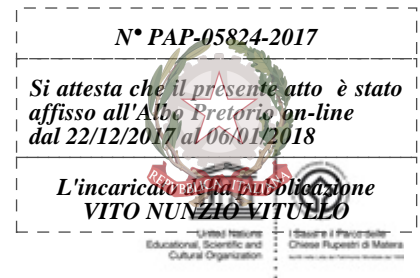 N° PAP-05824-2017
Si attesta che il presente atto è stato
affisso all'Albo Pretorio on-line
dal 22/12/2017 al 06/01/2018
L'incaricato della pubblicazione
VITO NUNZIO VITULLO
REPVBBLICA ITALIANA
United Nations
Educational, Scientific and
Cultural Organization
I Sassi e il Parco delle
Chiese Rupestri di Matera